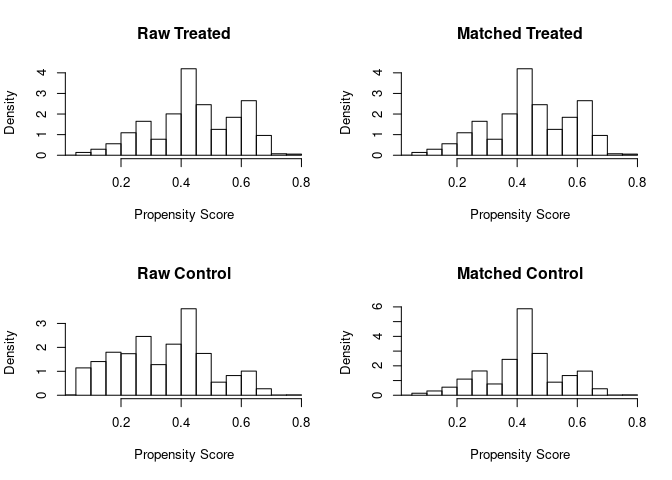 Raw Treated
Density
0 1 2 3 4
0.2 0.4 0.6 0.8
Propensity Score
Matched Treated
Density
0 1 2 3 4
0.2 0.4 0.6 0.8
Propensity Score
Raw Control
Density
0 1 2 3
0.2 0.4 0.6 0.8
Propensity Score
Matched Control
Density
0 2 4 6
0.2 0.4 0.6 0.8
Propensity Score